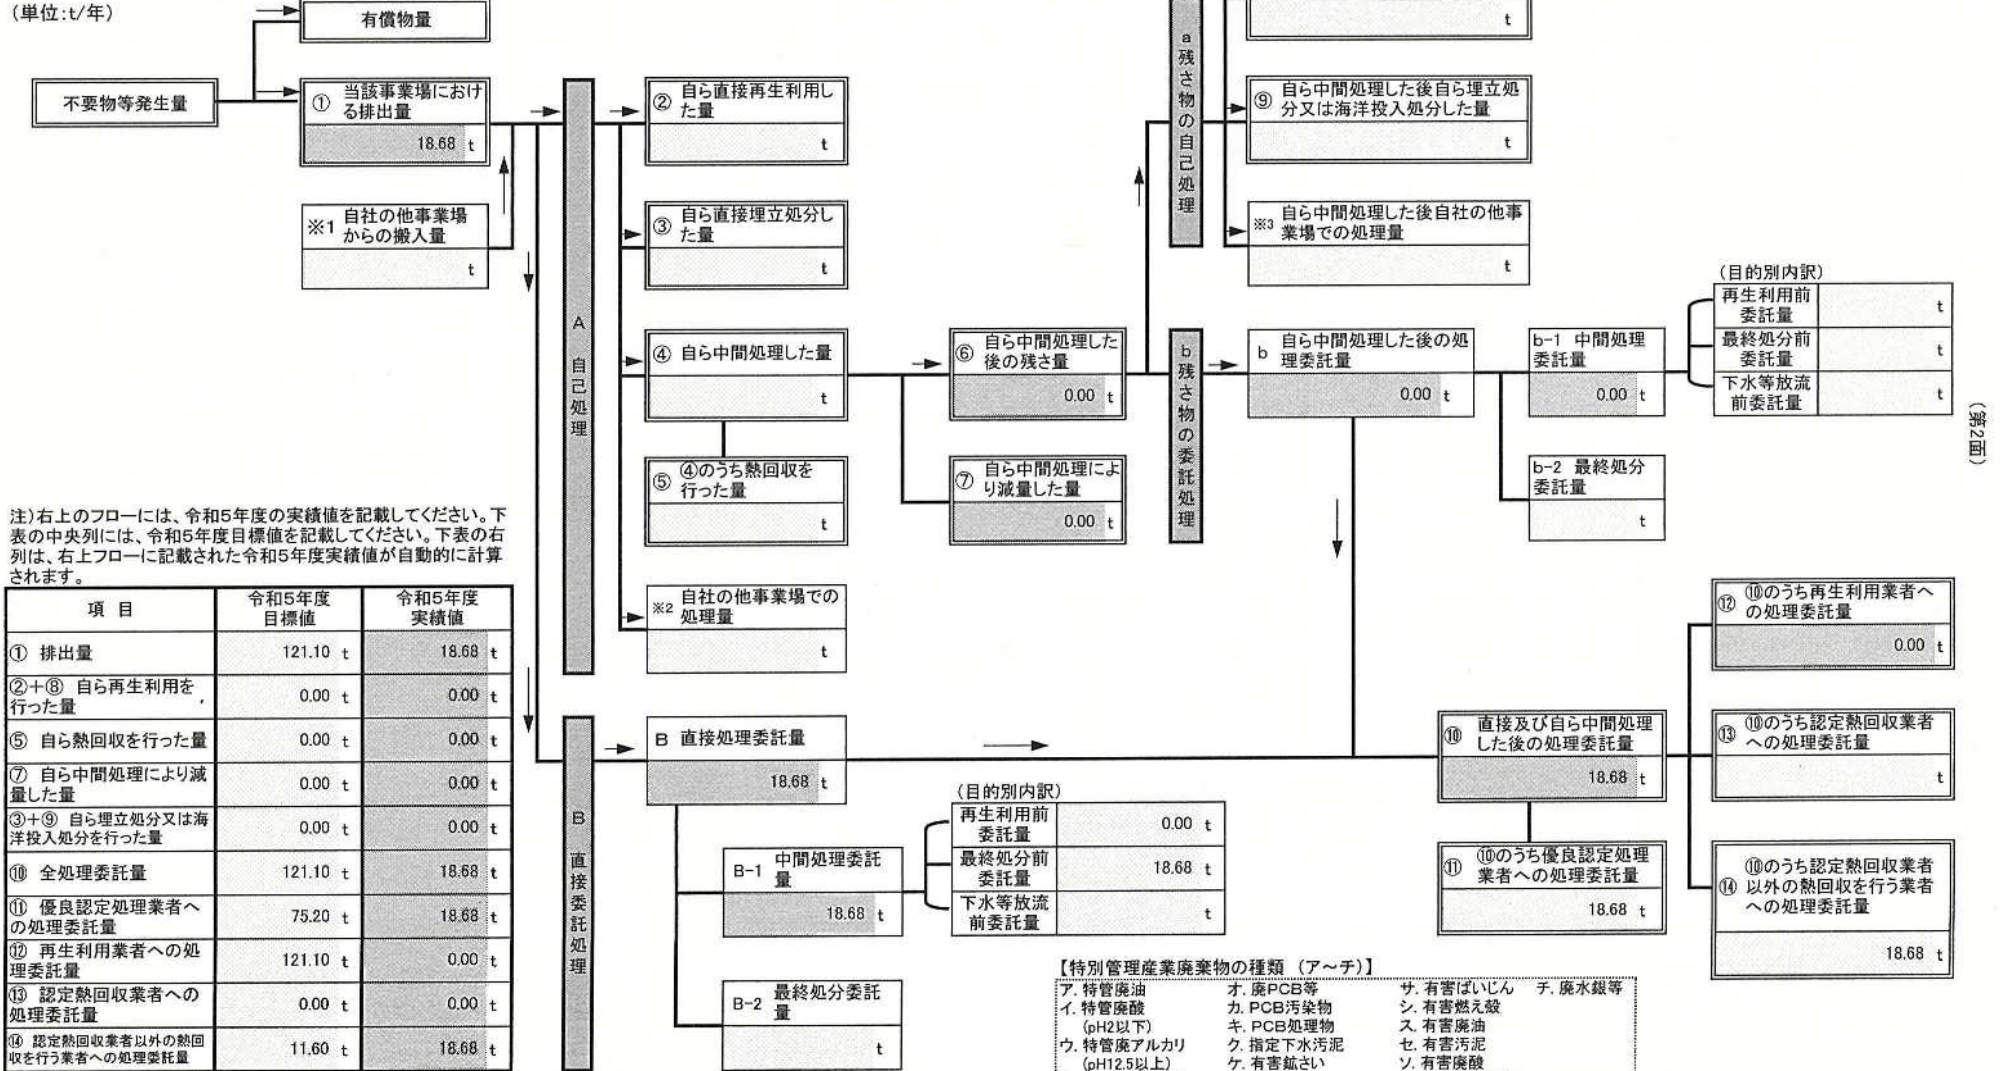 (単位:t/年)
有償物量
不要物等発生量
① 当該事業場におけ
る排出量
18.68 t
※1 自社の他事業場
からの搬入量
t
A 自己処理
② 自ら直接再生利用し
た量
t
③ 自ら直接埋立処分し
た量
t
④ 自ら中間処理した量
t
⑤ ④のうち熱回収を
行った量
t
※2 自社の他事業場での
処理量
t
⑥ 自ら中間処理した
後の残さ量
0.00 t
⑦ 自ら中間処理によ
り減量した量
0.00 t
a 残さ物の自己処理
t
⑨ 自ら中間処理した後自ら埋立処
分又は海洋投入処分した量
t
※3 自ら中間処理した後自社の他事
業場での処理量
t
b 残さ物の委託処理
b 自ら中間処理した後の処
理委託量
0.00 t
b-1 中間処理
委託量
0.00 t
(目的別内訳)
再生利用前
委託量
t
最終処分前
委託量
t
下水等放流
前委託量
t
b-2 最終処分
委託量
t
(第2面)
注)右上のフローには、令和5年度の実績値を記載してください。下
表の中央列には、令和5年度目標値を記載してください。下表の右
列は、右上フローに記載された令和5年度実績値が自動的に計算
されます。
項 目 令和5年度 令和5年度
目標値 実績値
① 排出量 121.10 t 18.68 t
②+⑧ 自ら再生利用を
行った量 0.00 t 0.00 t
⑤ 自ら熱回収を行った量 0.00 t 0.00 t
⑦ 自ら中間処理により減
量した量 0.00 t 0.00 t
③+⑨ 自ら埋立処分又は海
洋投入処分を行った量 0.00 t 0.00 t
⑩ 全処理委託量 121.10 t 18.68 t
⑪ 優良認定処理業者へ
の処理委託量 75.20 t 18.68 t
⑫ 再生利用業者への処
理委託量 121.10 t 0.00 t
⑬ 認定熱回収業者への
処理委託量 0.00 t 0.00 t
⑭ 認定熱回収業者以外の熱回
収を行う業者への処理委託量 11.60 t 18.68 t
B 直接委託処理
B 直接処理委託量
18.68 t
B-1 中間処理委託
量
18.68 t
(目的別内訳)
再生利用前
委託量
0.00 t
最終処分前
委託量
18.68 t
下水等放流
前委託量
t
B-2 最終処分委託
量
t
⑩ 直接及び自ら中間処理
した後の処理委託量
18.68 t
⑪ ⑩のうち優良認定処理
業者への処理委託量
18.68 t
⑫ ⑩のうち再生利用業者へ
の処理委託量
0.00 t
⑬ ⑩のうち認定熱回収業者
への処理委託量
t
⑭ ⑩のうち認定熱回収業者
以外の熱回収を行う業者
への処理委託量
18.68 t
【特別管理産業廃棄物の種類 (ア~チ)】
ア. 特管廃油 オ. 廃PCB等 サ. 有害ばいじん チ. 廃水銀等
イ. 特管廃酸 カ. PCB汚染物 シ. 有害燃え殻
(pH2以下) キ. PCB処理物 ス. 有害廃油
ウ. 特管廃アルカリ ク. 指定下水汚泥 セ. 有害汚泥
(pH12.5以上) ケ. 有害鉱さい ソ. 有害廃酸